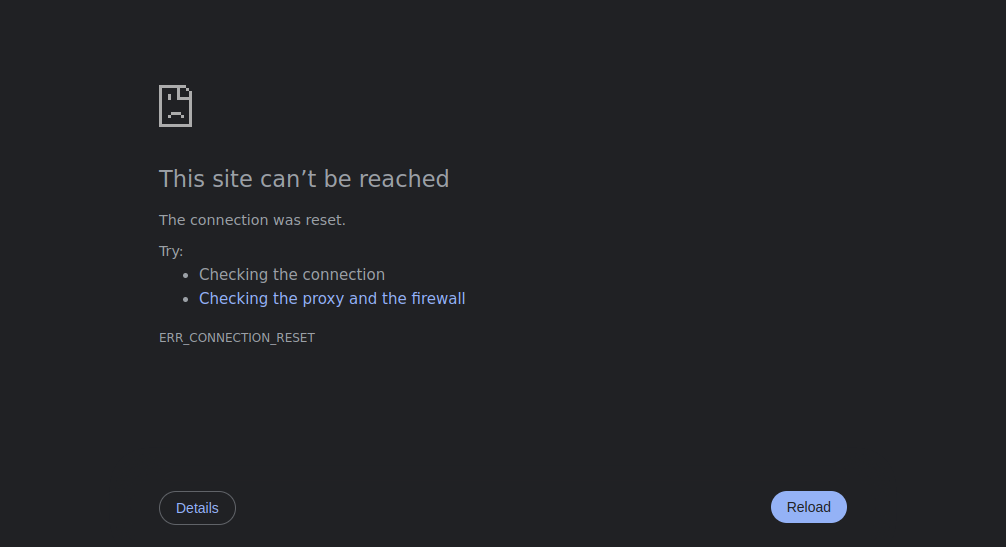 This site can’t be reached
The connection was reset.
Try:
Checking the connection
Checking the proxy and the firewall
ERR_CONNECTION_RESET
Details
Reload